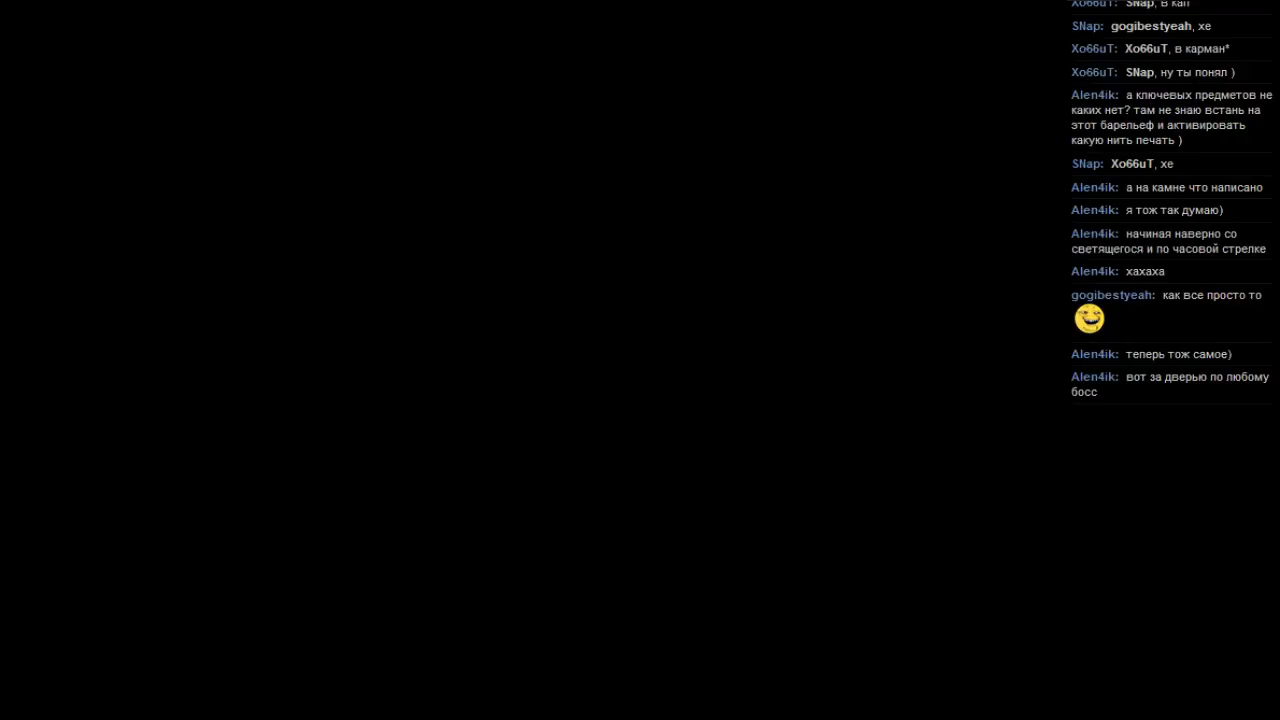 Xo66uT: SNap, в кап
SNap: gogibestyeah, хе
Xo66uT: Xo66uT, в карман*
Xo66uT: SNap, ну ты понял )
Alen4ik: а ключевых предметов не
каких нет? там не знаю встань на
этот барельеф и активировать
какую нить печать )
SNap: Xo66uT, хе
Alen4ik: а на камне что написано
Alen4ik: я тож так думаю)
Alen4ik: начиная наверно со
светящегося и по часовой стрелке
Alen4ik: хахаха
gogibestyeah: как все просто то
Alen4ik: теперь тож самое)
Alen4ik: вот за дверью по любому
босс